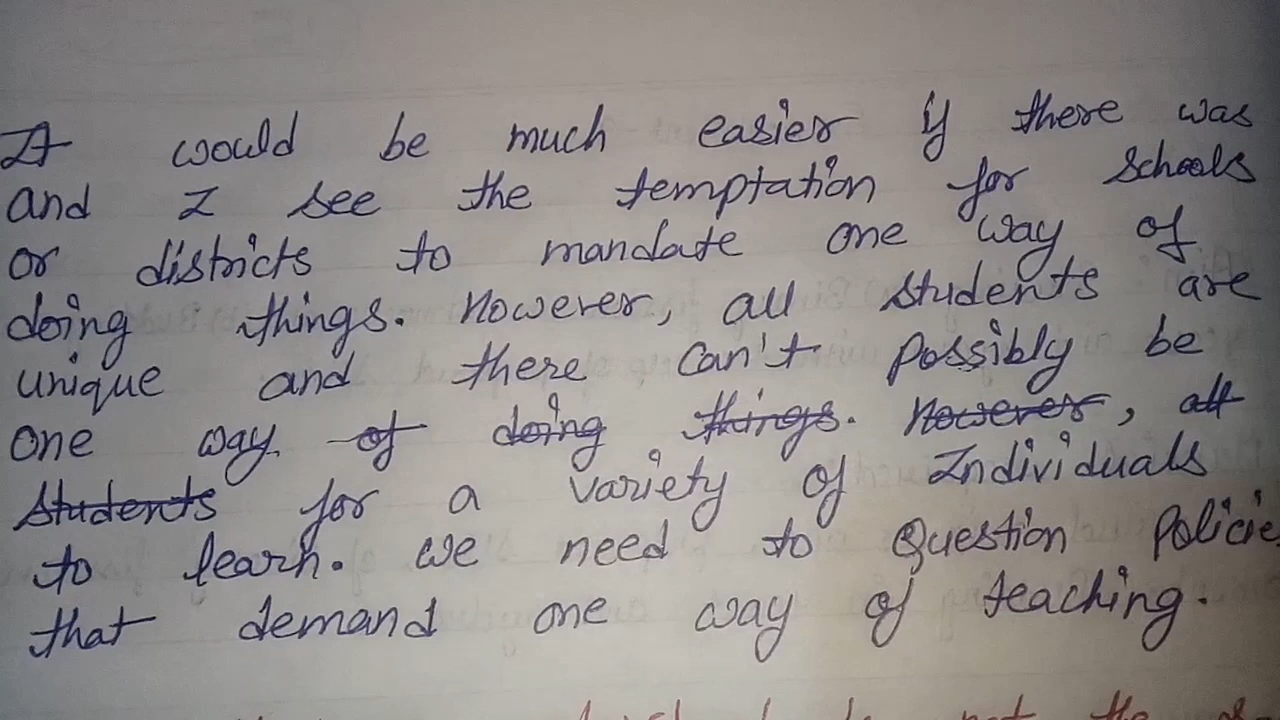 It would be much easier if there was
and I see the temptation for schools
or districts to mandate one way of
doing things. However, all students are
unique and there can't possibly be
one way. of doing things. However, all
students for a variety of Individuals
to learn. We need to Question Policie
that demand one way of teaching.
not the